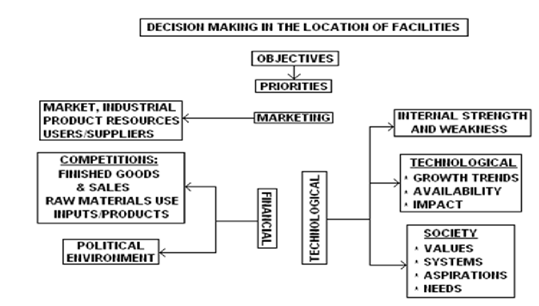 DECISION MAKING IN THE LOCATION OF FACILITIES
OBJECTIVES
PRIORITIES
MARKET, INDUSTRIAL
PRODUCT RESOURCES
USERS/SUPPLIERS
MARKETING
INTERNAL STRENGTH
AND WEAKNESS
COMPETITIONS:
FINISHED GOODS
& SALES
RAW MATERIALS USE
INPUTS/PRODUCTS
FINANCIAL
TECHNOLOGICAL
TECHNOLOGICAL
* GROWTH TRENDS
* AVAILABILITY
* IMPACT
POLITICAL
ENVIRONMENT
SOCIETY
* VALUES
* SYSTEMS
* ASPIRATIONS
* NEEDS